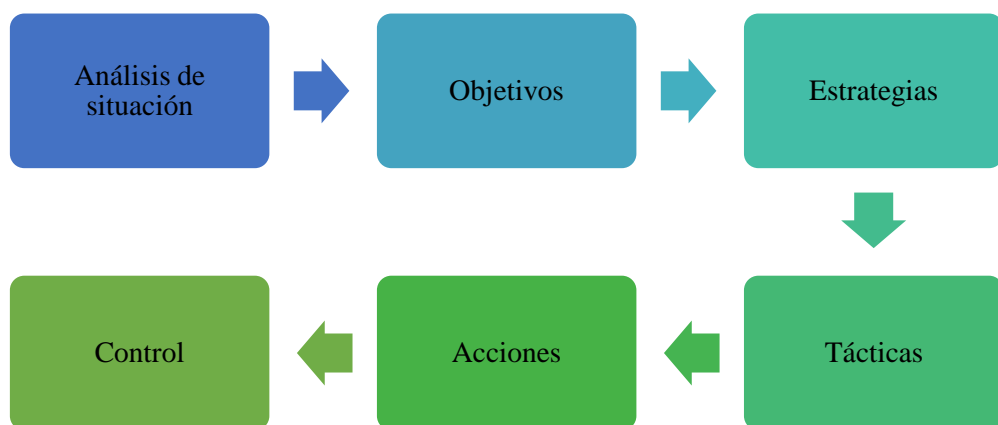 Análisis de
situación
Objetivos
Estrategias
Tácticas
Acciones
Control